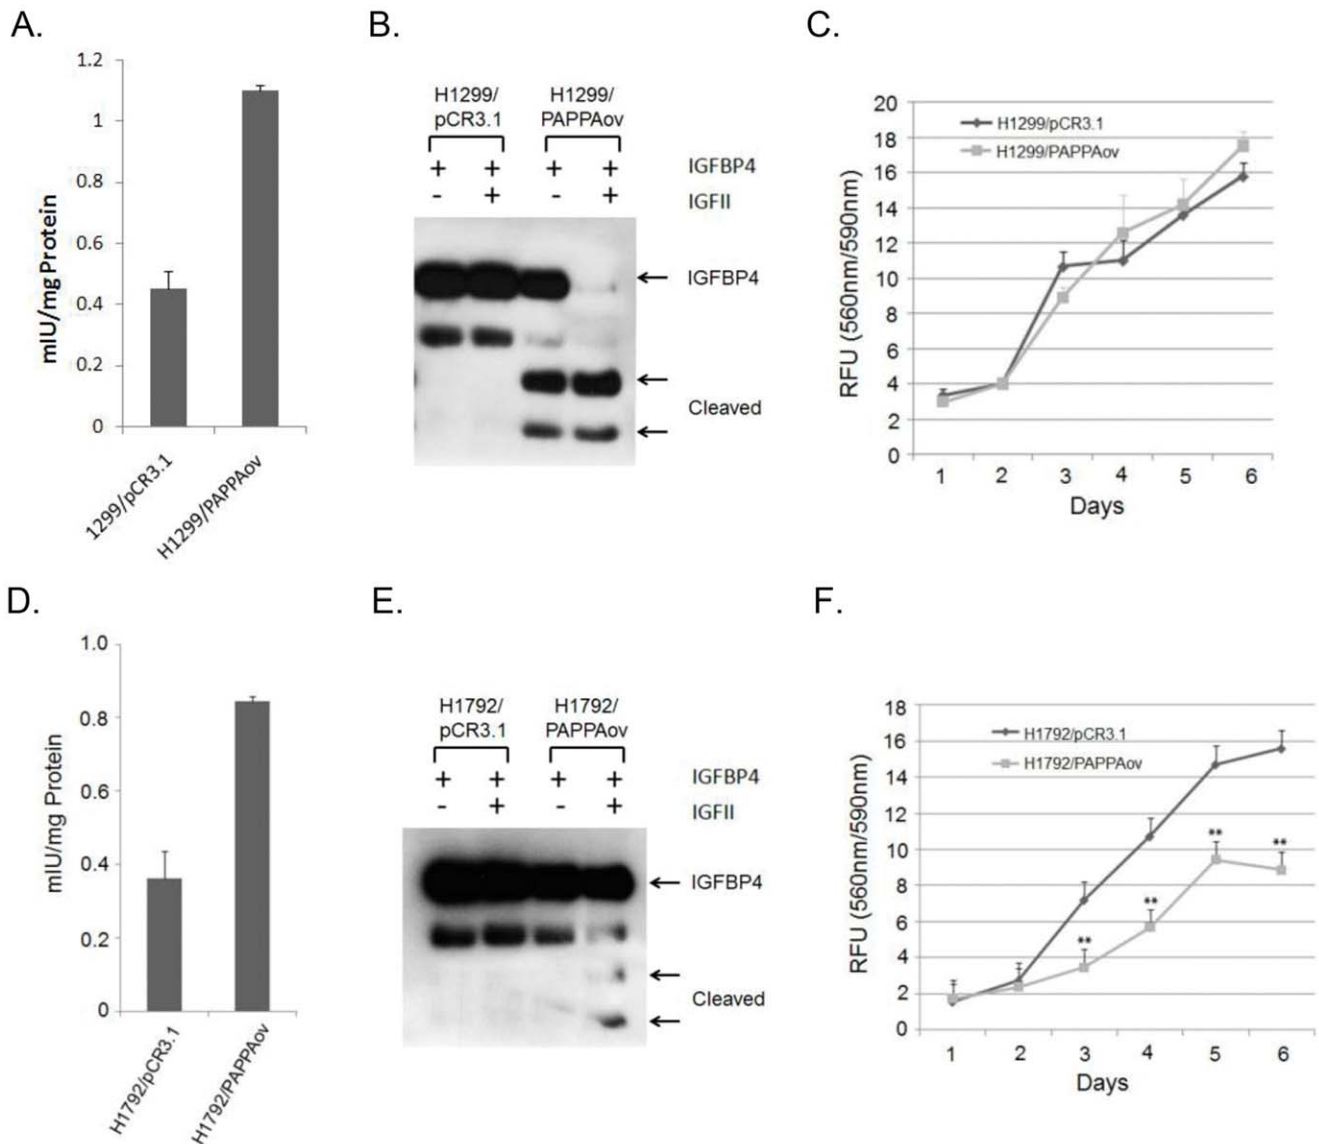 A.
1.2
1
0.8
0.6
0.4
0.2
0
mIU/mg Protein
1299/pCR3.1
H1299/PAPPAov
B.
H1299/ H1299/
pCR3.1 PAPPAov
+ + + + IGFBP4
- + - + IGFII
IGFBP4
Cleaved
C.
20
18
16
14
12
10
8
6
4
2
0
RFU (560nm/590nm)
H1299/pCR3.1
H1299/PAPPAov
1 2 3 4 5 6
Days
D.
1.0
0.8
0.6
0.4
0.2
0
mIU/mg Protein
H1792/pCR3.1
H1792/PAPPAov
E.
H1792/ H1792/
pCR3.1 PAPPAov
+ + + + IGFBP4
- + - + IGFII
IGFBP4
Cleaved
F.
18
16
14
12
10
8
6
4
2
0
RFU (560nm/590nm)
H1792/pCR3.1
H1792/PAPPAov
** ** ** **
1 2 3 4 5 6
Days